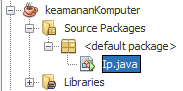 keamananKomputer
Source Packages
<default package>
Ip.java
Libraries